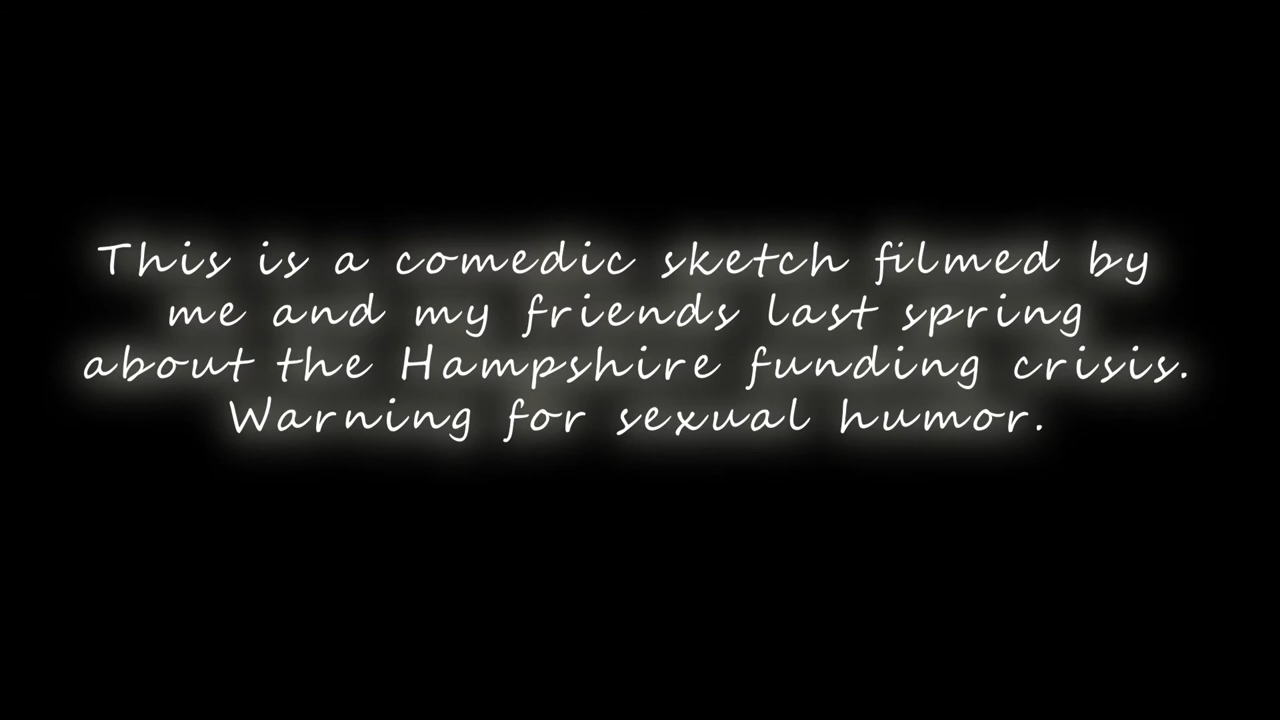 This is a comedic sketch filmed by
me and my friends last spring
about the Hampshire funding crisis.
Warning for sexual humor.